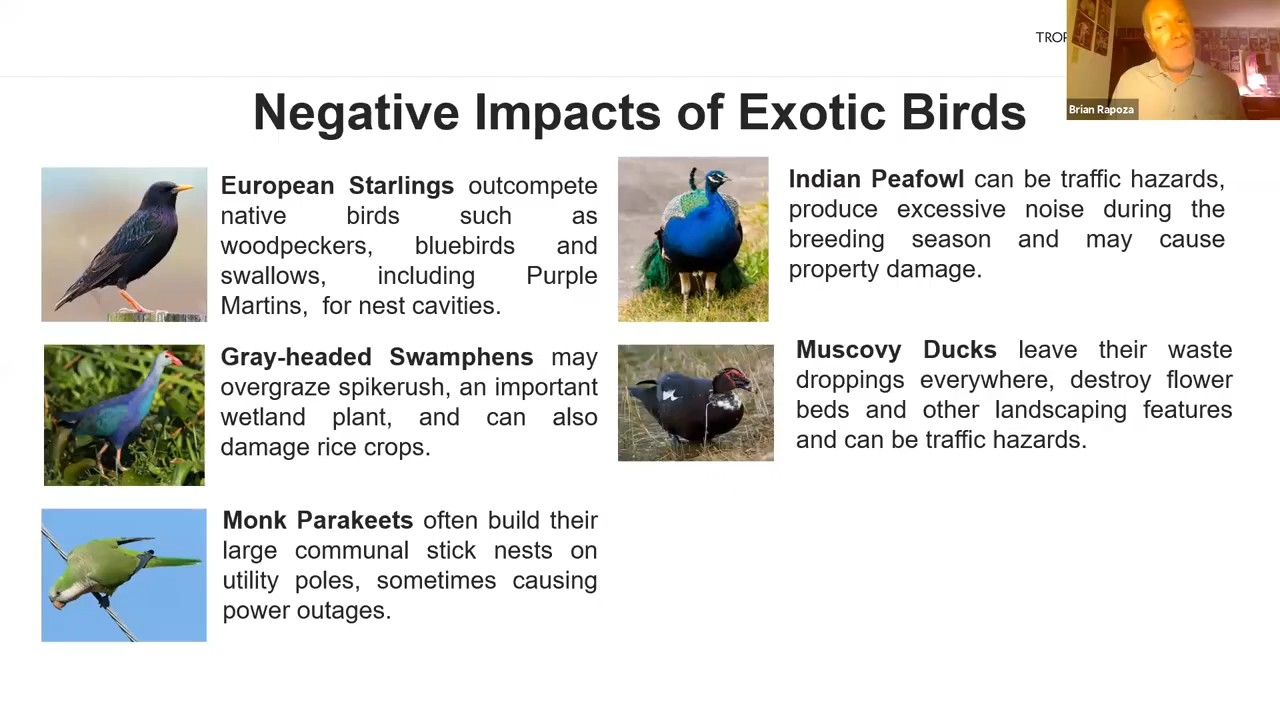 TROP
Brian Rapoza
Negative Impacts of Exotic Birds
European Starlings outcompete
native birds such as
woodpeckers, bluebirds and
swallows, including Purple
Martins, for nest cavities.
Gray-headed Swamphens may
overgraze spikerush, an important
wetland plant, and can also
damage rice crops.
Monk Parakeets often build their
large communal stick nests on
utility poles, sometimes causing
power outages.
Indian Peafowl can be traffic hazards,
produce excessive noise during the
breeding season and may cause
property damage.
Muscovy Ducks leave their waste
droppings everywhere, destroy flower
beds and other landscaping features
and can be traffic hazards.